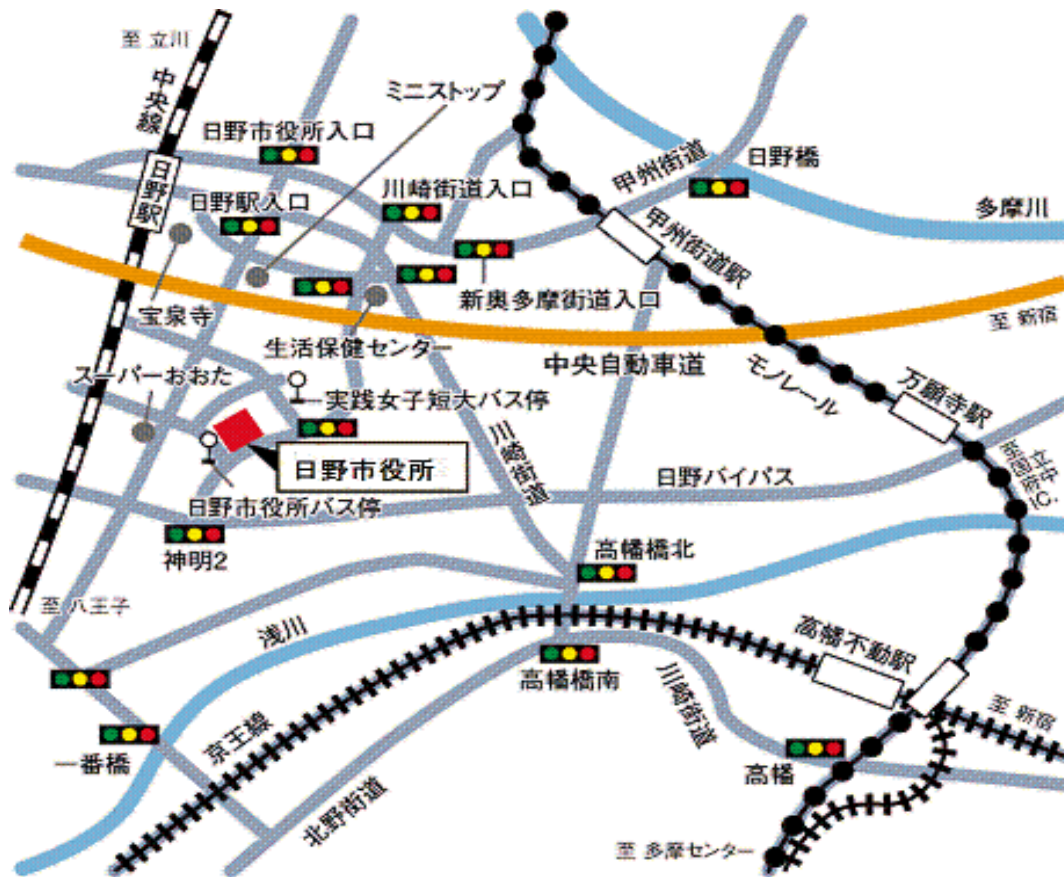 至 立川
中央線
ミニストップ
日野市役所入口
甲州街道
日野橋
日野駅
日野駅入口
川崎街道入口
多摩川
甲州街道駅
新奥多摩街道入口
宝泉寺
至 新宿
生活保健センター
中央自動車道
スーパーおおた
モノレール
万願寺駅
実践女子短大バス停
川崎街道
日野市役所
日野バイパス
日野市役所バス停
神明2
高幡橋北
至 八王子
浅川
高幡不動駅
高幡橋南
川崎街道
至 新宿
京王線
一番橋
高幡
北野街道
至 多摩センター